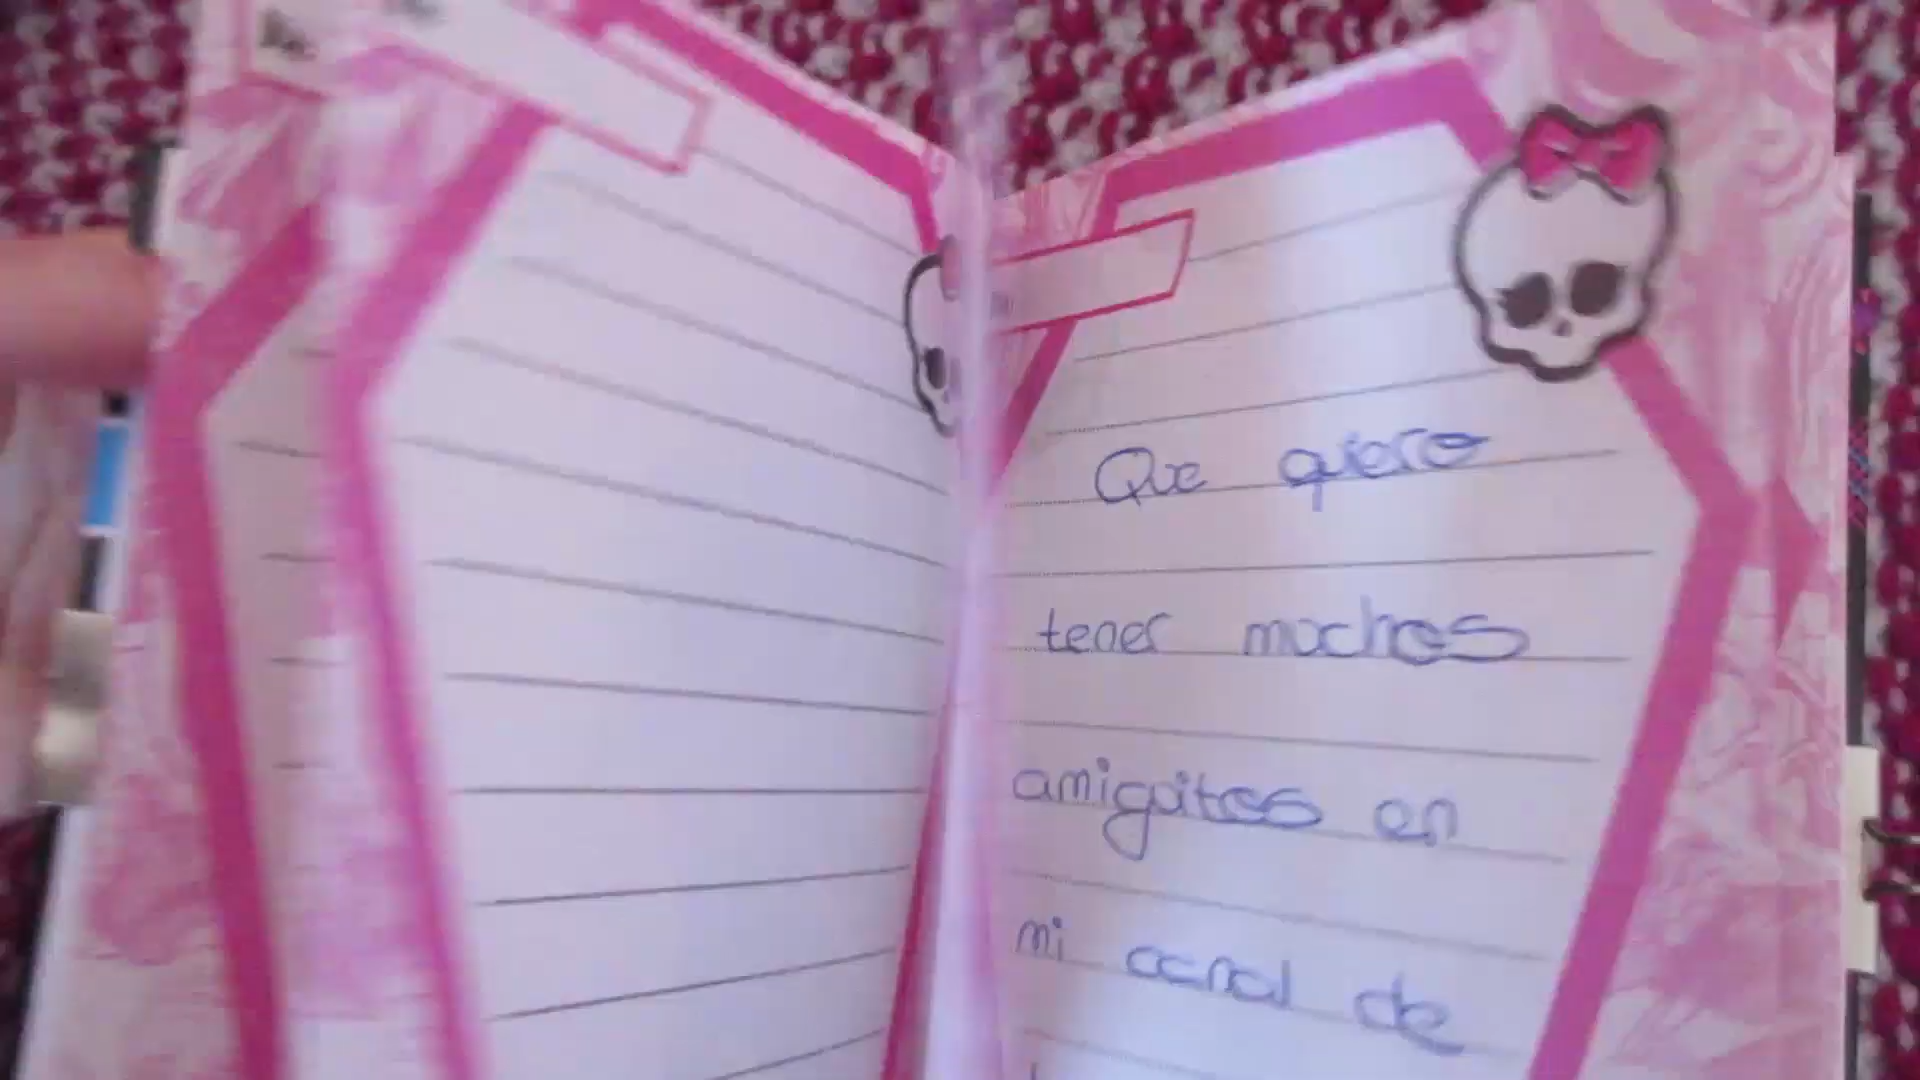 Que quiero
tener muchos
amiguitos en
mi canal de